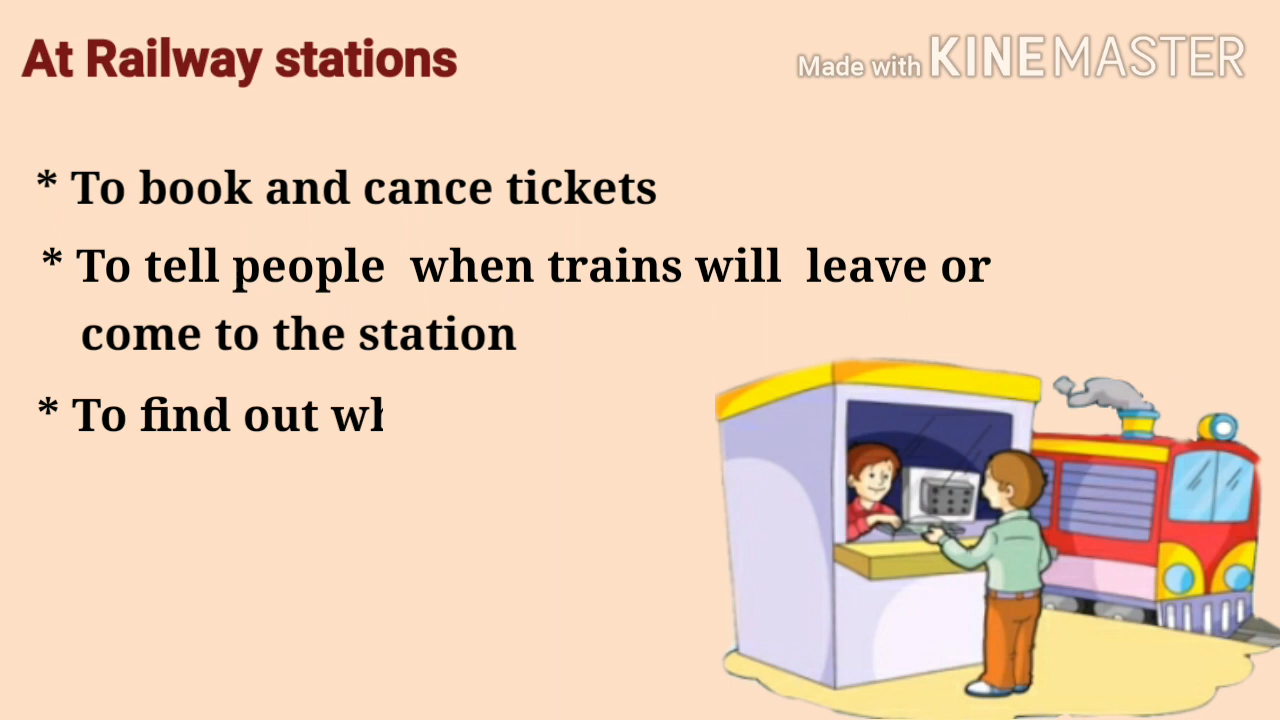 At Railway stations
Made with KINEMASTER
* To book and cance tickets
* To tell people when trains will leave or
come to the station
* To find out